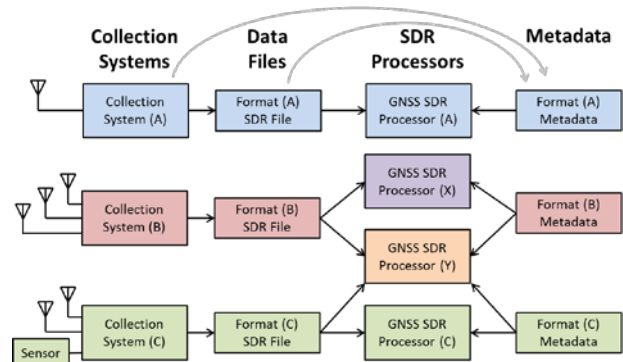 Collection
Systems
Data
Files
SDR
Processors
Metadata
Collection
System (A)
Format (A)
SDR File
GNSS SDR
Processor (A)
Format (A)
Metadata
Collection
System (B)
Format (B)
SDR File
GNSS SDR
Processor (X)
Format (B)
Metadata
GNSS SDR
Processor (Y)
Sensor
Collection
System (C)
Format (C)
SDR File
GNSS SDR
Processor (C)
Format (C)
Metadata